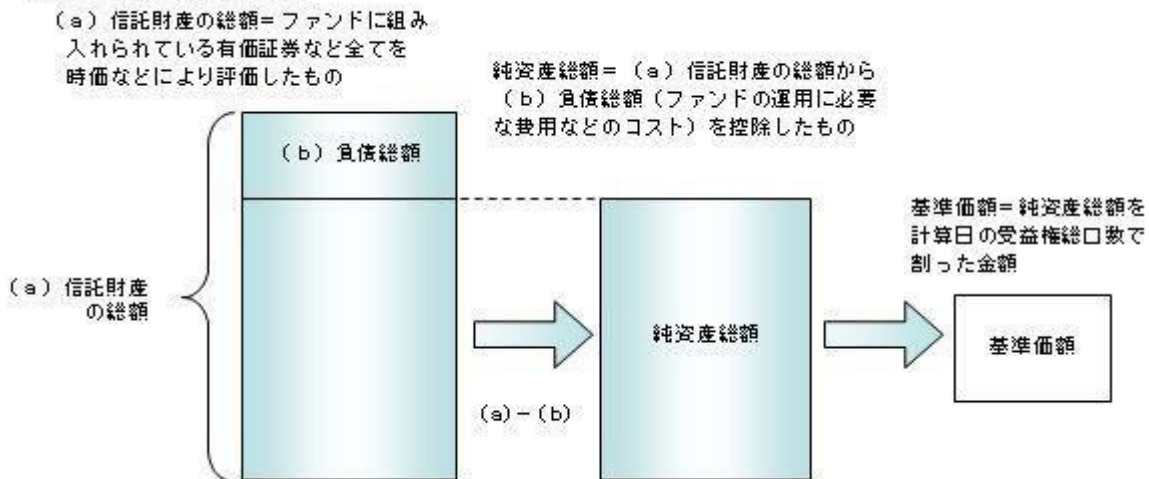 （a）信託財産の総額＝ファンドに組み
入れられている有価証券など全てを
時価などにより評価したもの
純資産総額＝（a）信託財産の総額から
（b）負債総額（ファンドの運用に必要
な費用などのコスト）を控除したもの
（b）負債総額
基準価額＝純資産総額を
計算日の受益権総口数で
割った金額
（a）信託財産
の総額
純資産総額
基準価額
（a）－（b）